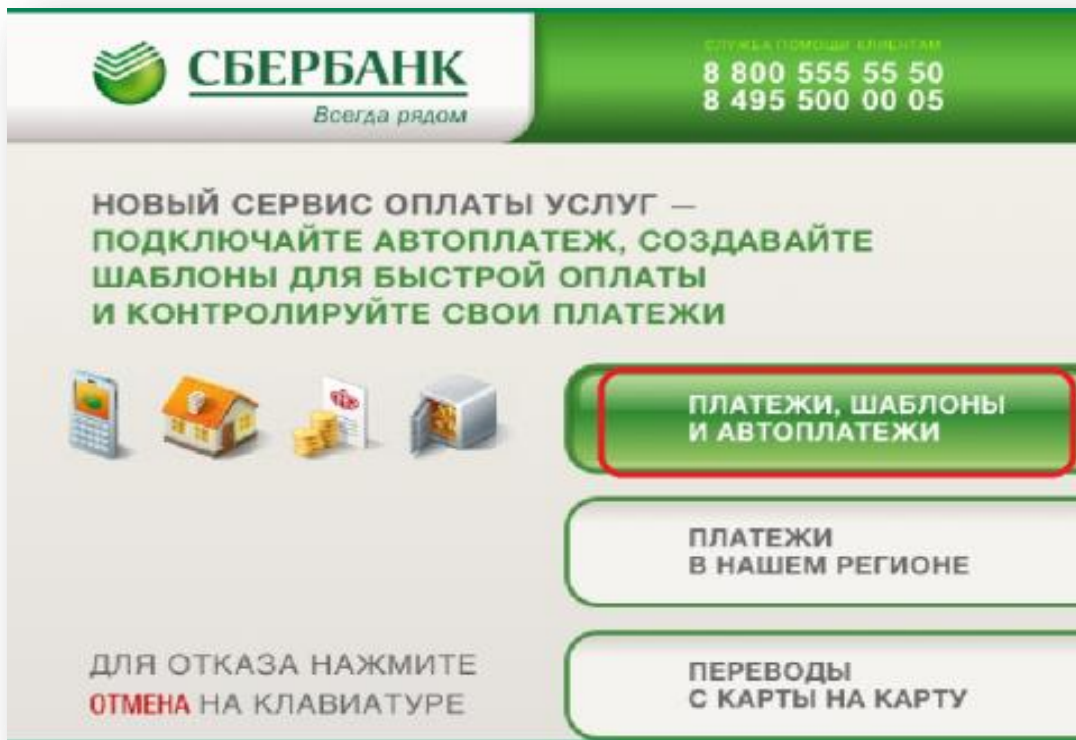 СБЕРБАНК
Всегда рядом
СЛУЖБА ПОМОЩИ КЛИЕНТАМ
8 800 555 55 50
8 495 500 00 05
НОВЫЙ СЕРВИС ОПЛАТЫ УСЛУГ —
ПОДКЛЮЧАЙТЕ АВТОПЛАТЕЖ, СОЗДАВАЙТЕ
ШАБЛОНЫ ДЛЯ БЫСТРОЙ ОПЛАТЫ
И КОНТРОЛИРУЙТЕ СВОИ ПЛАТЕЖИ
ПЛАТЕЖИ, ШАБЛОНЫ
И АВТОПЛАТЕЖИ
ПЛАТЕЖИ
В НАШЕМ РЕГИОНЕ
ПЕРЕВОДЫ
С КАРТЫ НА КАРТУ
ДЛЯ ОТКАЗА НАЖМИТЕ
ОТМЕНА НА КЛАВИАТУРЕ